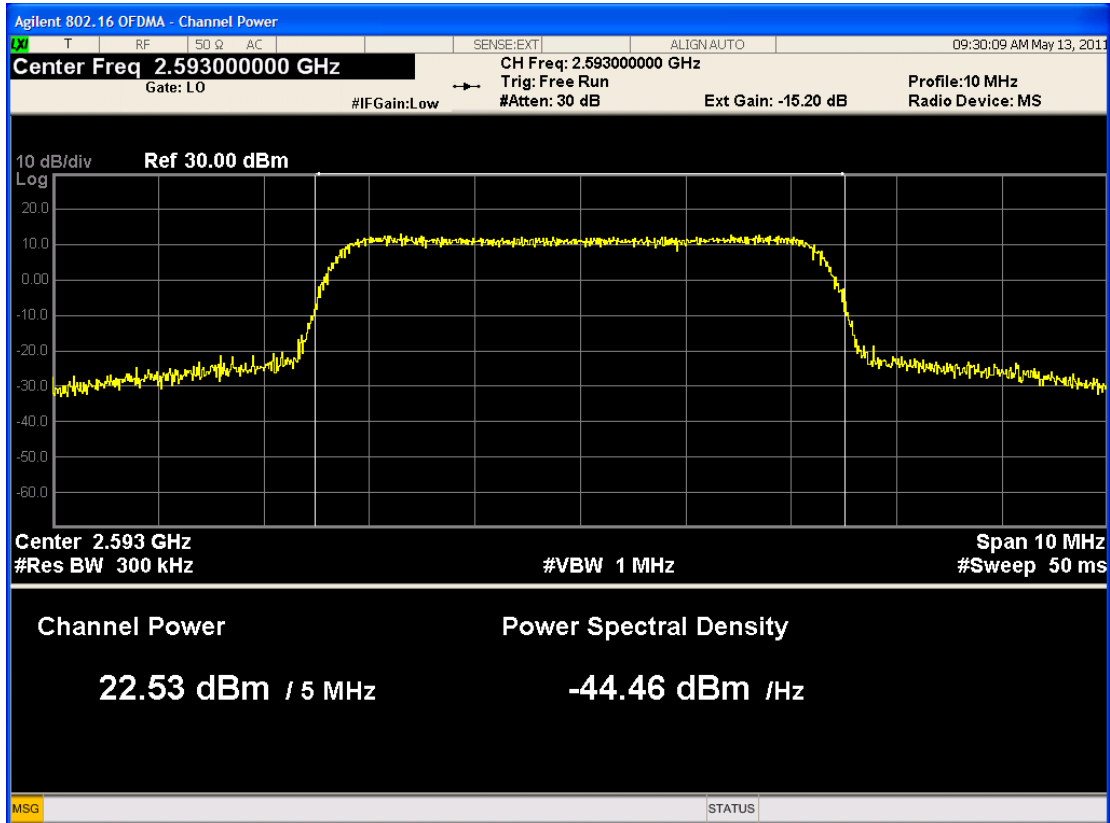 Agilent 802.16 OFDMA - Channel Power
LXI T RF 50 Ω AC SENSE:EXT ALIGN AUTO 09:30:09 AM May 13, 2011
Center Freq 2.593000000 GHz
Gate: LO
#IFGain:Low
CH Freq: 2.593000000 GHz
Trig: Free Run
#Atten: 30 dB
Ext Gain: -15.20 dB
Profile:10 MHz
Radio Device: MS
10 dB/div Ref 30.00 dBm
Log
20.0
10.0
0.00
-10.0
-20.0
-30.0
-40.0
-50.0
-60.0
Center 2.593 GHz Span 10 MHz
#Res BW 300 kHz #VBW 1 MHz #Sweep 50 ms
Channel Power Power Spectral Density
22.53 dBm / 5 MHz -44.46 dBm /Hz
MSG STATUS